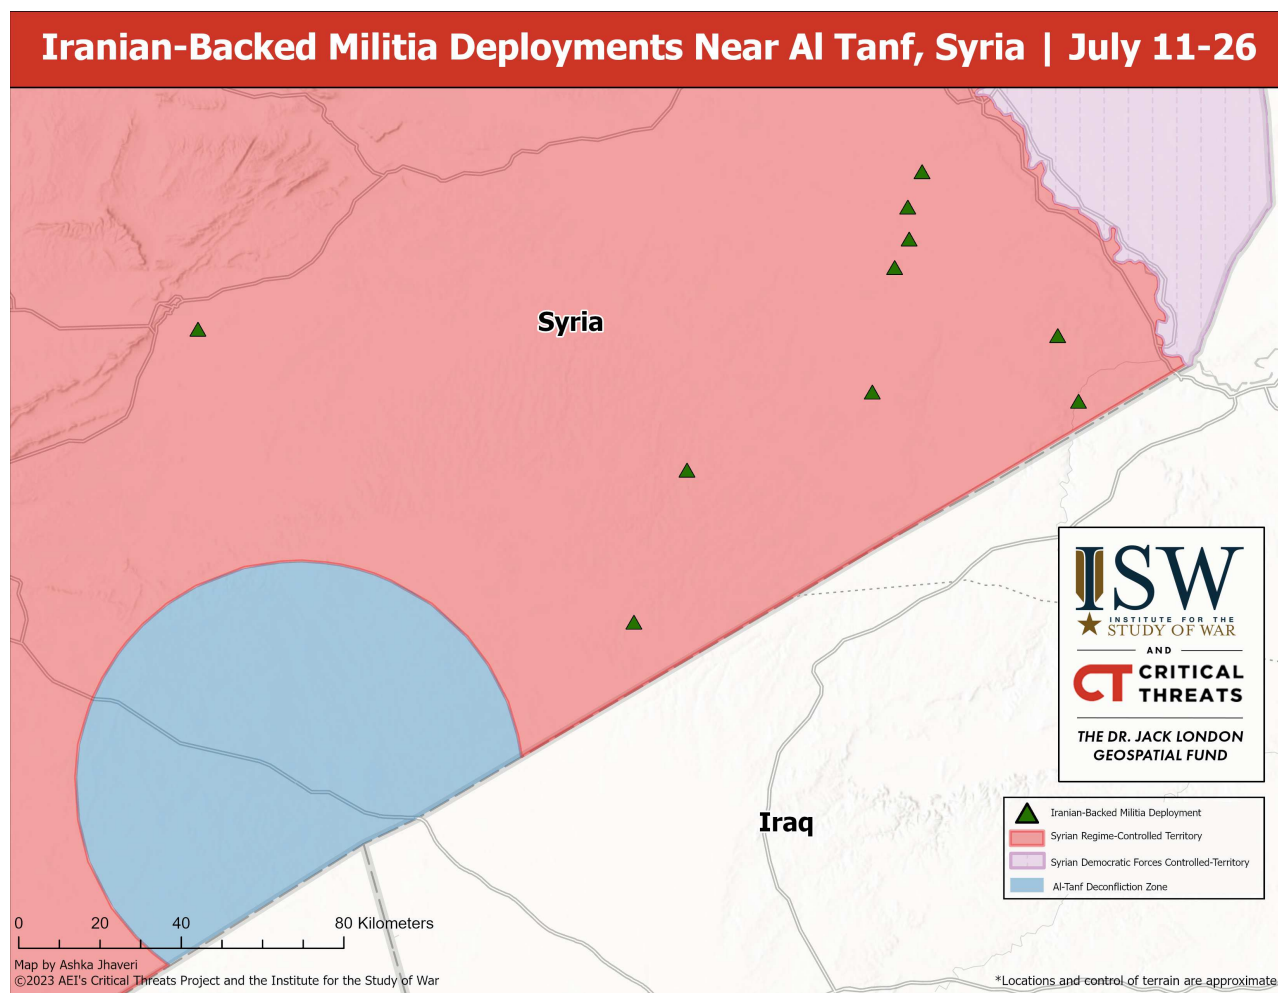 Iranian-Backed Militia Deployments Near Al Tanf, Syria | July 11-26
Syria
Iraq
ISW
INSTITUTE FOR THE
STUDY OF WAR
AND
CT CRITICAL
THREATS
THE DR. JACK LONDON
GEOSPATIAL FUND
Iranian-Backed Militia Deployment
Syrian Regime-Controlled Territory
Syrian Democratic Forces Controlled-Territory
Al-Tanf Deconfliction Zone
0 20 40 80 Kilometers
Map by Ashka Jhaveri
©2023 AEI's Critical Threats Project and the Institute for the Study of War
*Locations and control of terrain are approximate